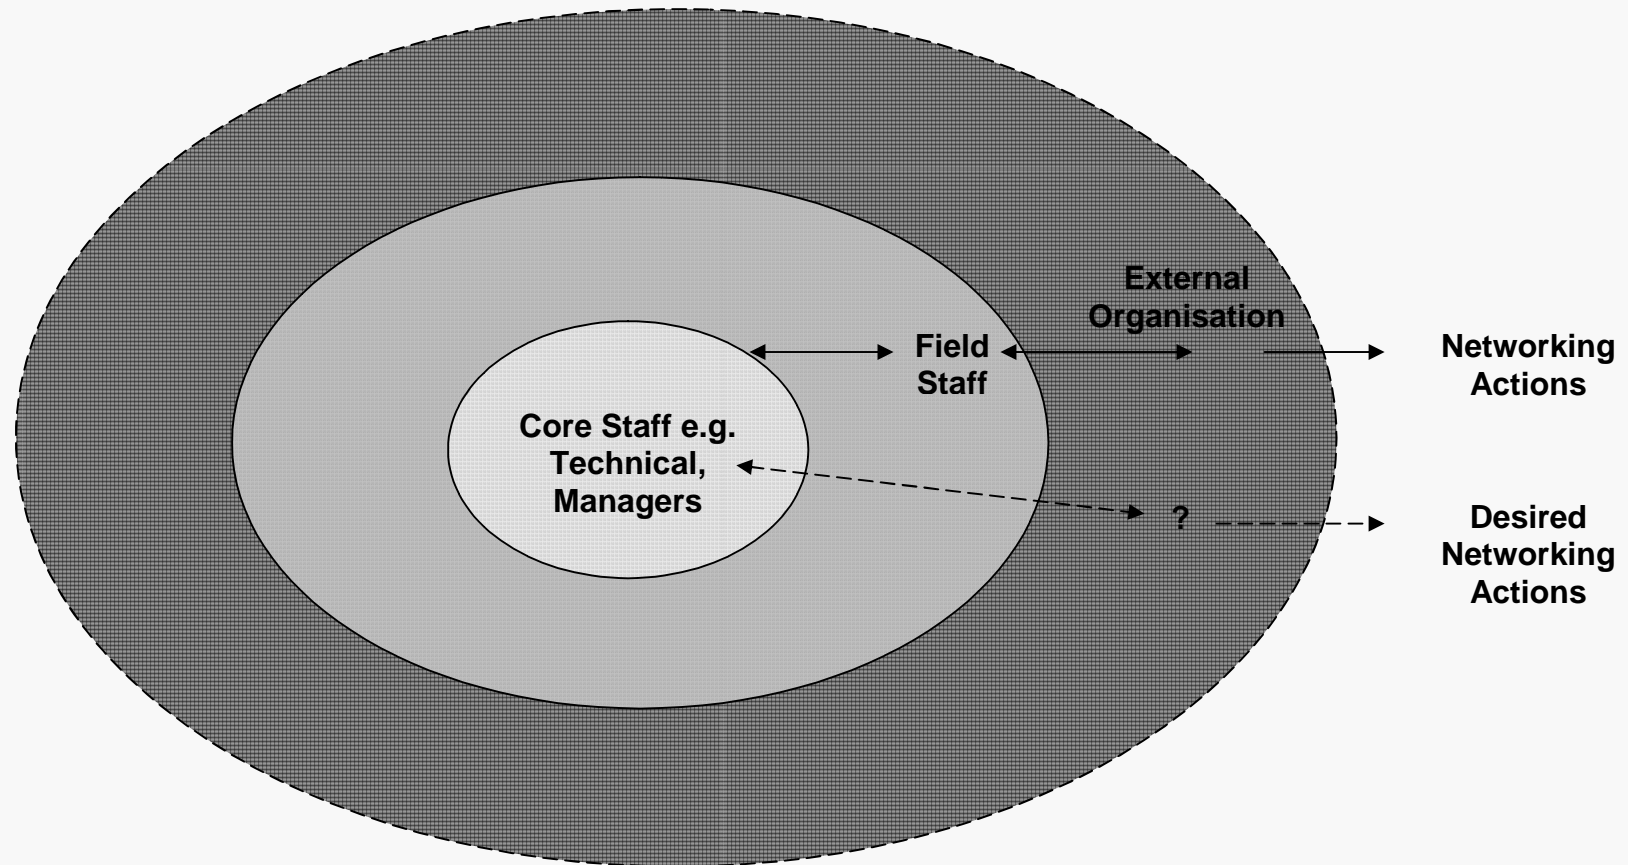 External
Organisation
Field
Staff
Networking
Actions
Core Staff e.g.
Technical,
Managers
?
Desired
Networking
Actions